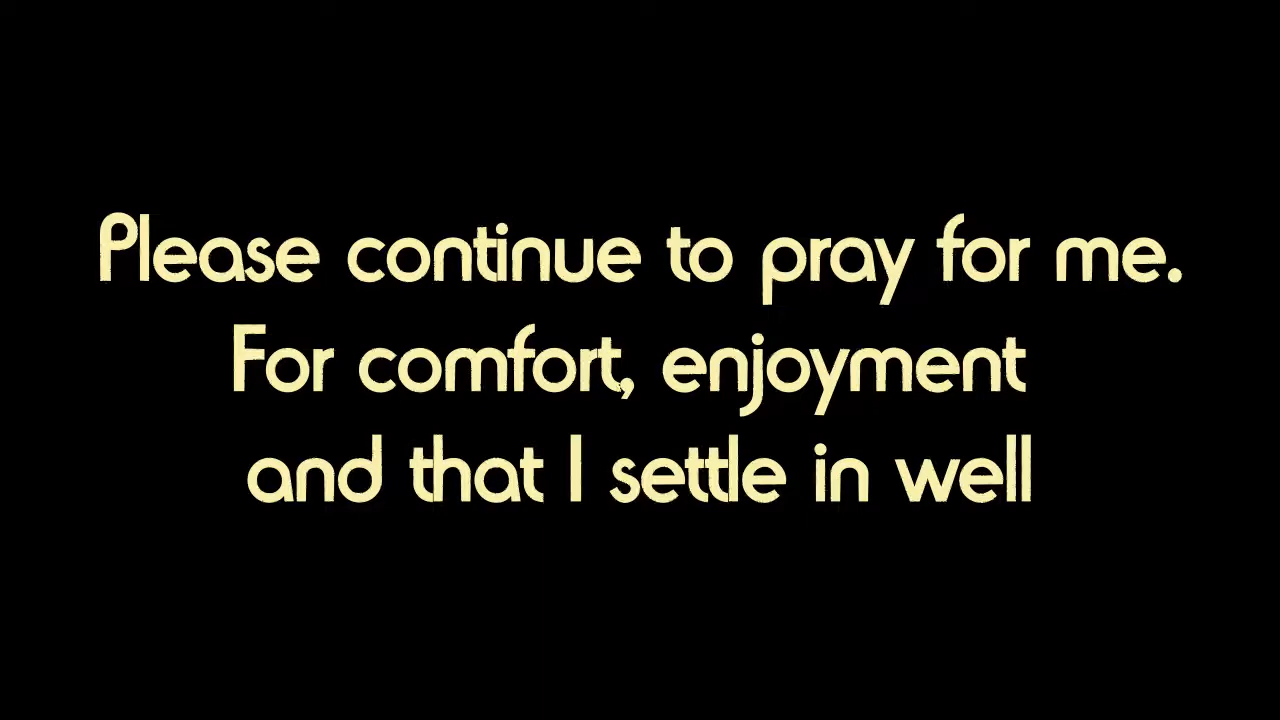 Please continue to pray for me.
For comfort, enjoyment
and that I settle in well